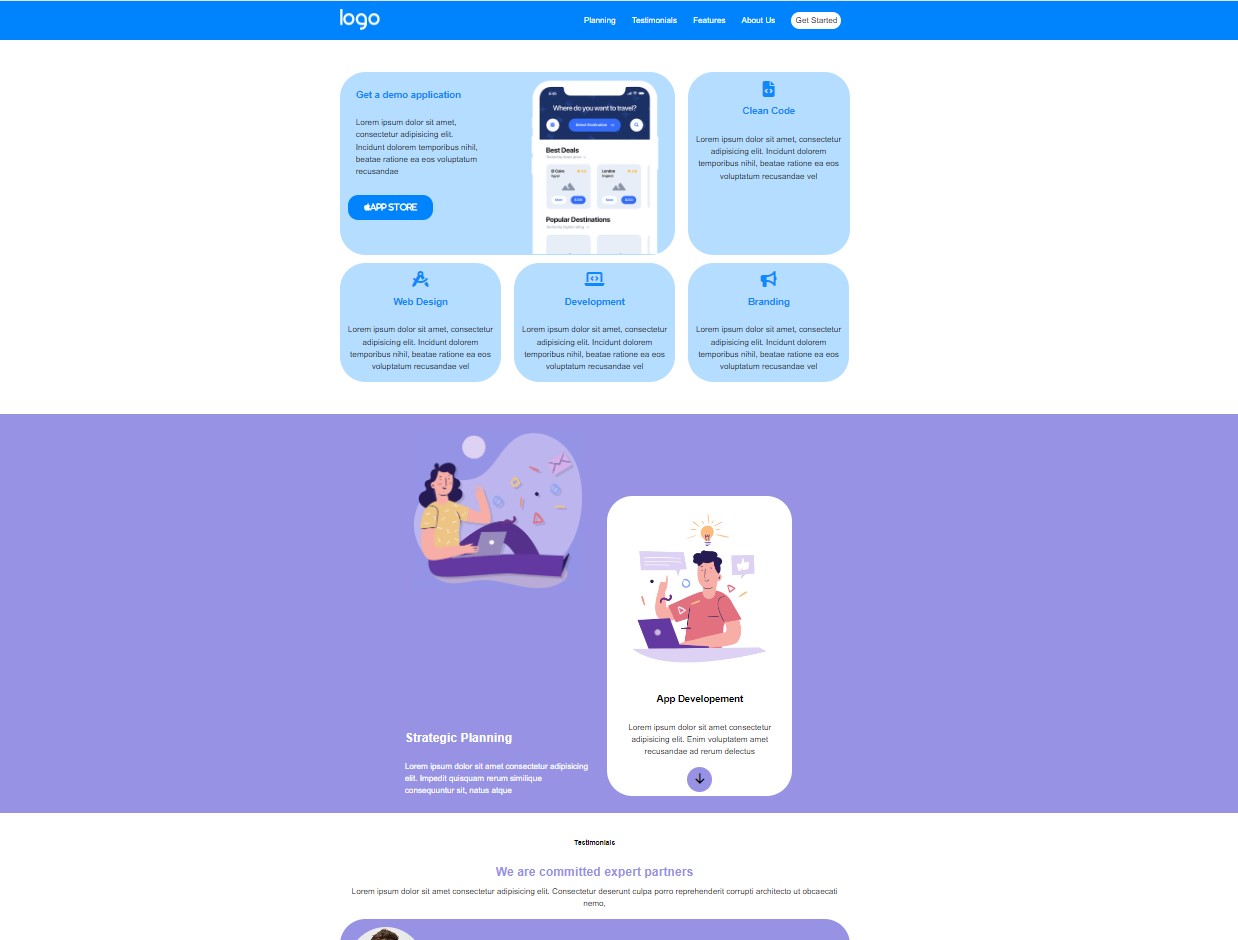 logo
Planning
Testimonials
Features
About Us
Get Started
Get a demo application
Lorem ipsum dolor sit amet,
consectetur adipisicing elit.
Incidunt dolorem temporibus nihil,
beatae ratione ea eos voluptatum
recusandae
APP STORE
Where do you want to travel?
Select Destination
Best Deals
El Cairo
Egypt
London
England
Popular Destinations
Clean Code
Lorem ipsum dolor sit amet, consectetur
adipisicing elit. Incidunt dolorem
temporibus nihil, beatae ratione ea eos
voluptatum recusandae vel
Web Design
Lorem ipsum dolor sit amet, consectetur
adipisicing elit. Incidunt dolorem
temporibus nihil, beatae ratione ea eos
voluptatum recusandae vel
Development
Lorem ipsum dolor sit amet, consectetur
adipisicing elit. Incidunt dolorem
temporibus nihil, beatae ratione ea eos
voluptatum recusandae vel
Branding
Lorem ipsum dolor sit amet, consectetur
adipisicing elit. Incidunt dolorem
temporibus nihil, beatae ratione ea eos
voluptatum recusandae vel
Strategic Planning
Lorem ipsum dolor sit amet consectetur adipisicing
elit. Impedit quisquam rerum similique
consequuntur sit, natus atque
App Developement
Lorem ipsum dolor sit amet consectetur
adipisicing elit. Enim voluptatem amet
recusandae ad rerum delectus
Testimonials
We are committed expert partners
Lorem ipsum dolor sit amet consectetur adipisicing elit. Consectetur deserunt culpa porro reprehenderit corrupti architecto ut obcaecati
nemo,